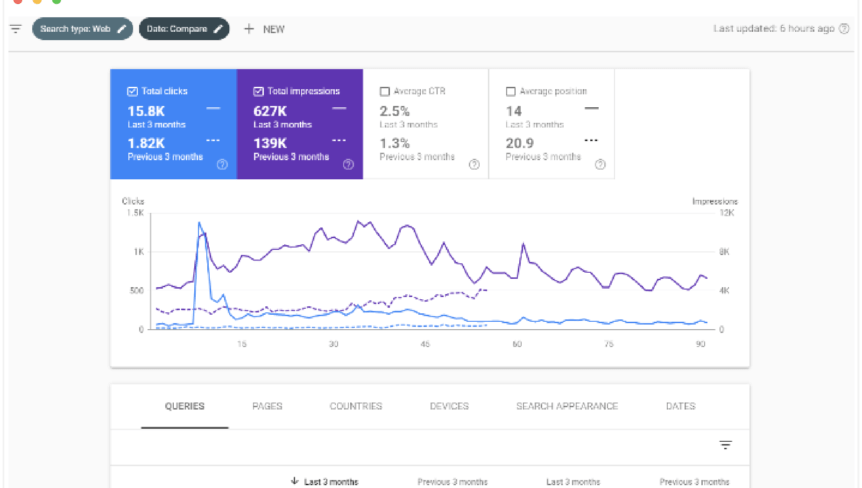 Search type: Web Date: Compare + NEW Last updated: 6 hours ago
Total clicks Total impressions Average CTR Average position
15.8K 627K 2.5% 14
Last 3 months Last 3 months Last 3 months Last 3 months
1.82K 139K 1.3% 20.9
Previous 3 months Previous 3 months Previous 3 months Previous 3 months
Clicks Impressions
1.5K 12K
1K 8K
500 4K
0 0
15 30 45 60 75 90
QUERIES PAGES COUNTRIES DEVICES SEARCH APPEARANCE DATES
Last 3 months Previous 3 months Last 3 months Previous 3 months